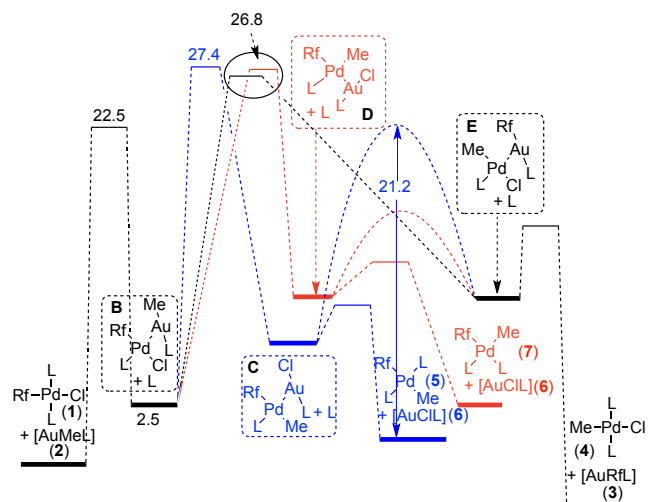 26.8
27.4
22.5
Rf
Me
Pd
Cl
L
Au
L
+ L
D
E
Rf
Me
Au
Pd
L
L
Cl
+ L
21.2
B
Me
Rf
Au
Pd
L
L
Cl
+ L
2.5
L
Rf
Pd
Cl
L
(1)
+ [AuMeL]
(2)
Cl
Rf
Au
Pd
L
+ L
L
Me
C
Rf
L
Pd
(5)
L
Me
+ [AuClL]
(6)
Rf
Me
Pd
(7)
L
L
+ [AuClL]
(6)
L
Me
Pd
Cl
(4)
L
+ [AuRfL]
(3)